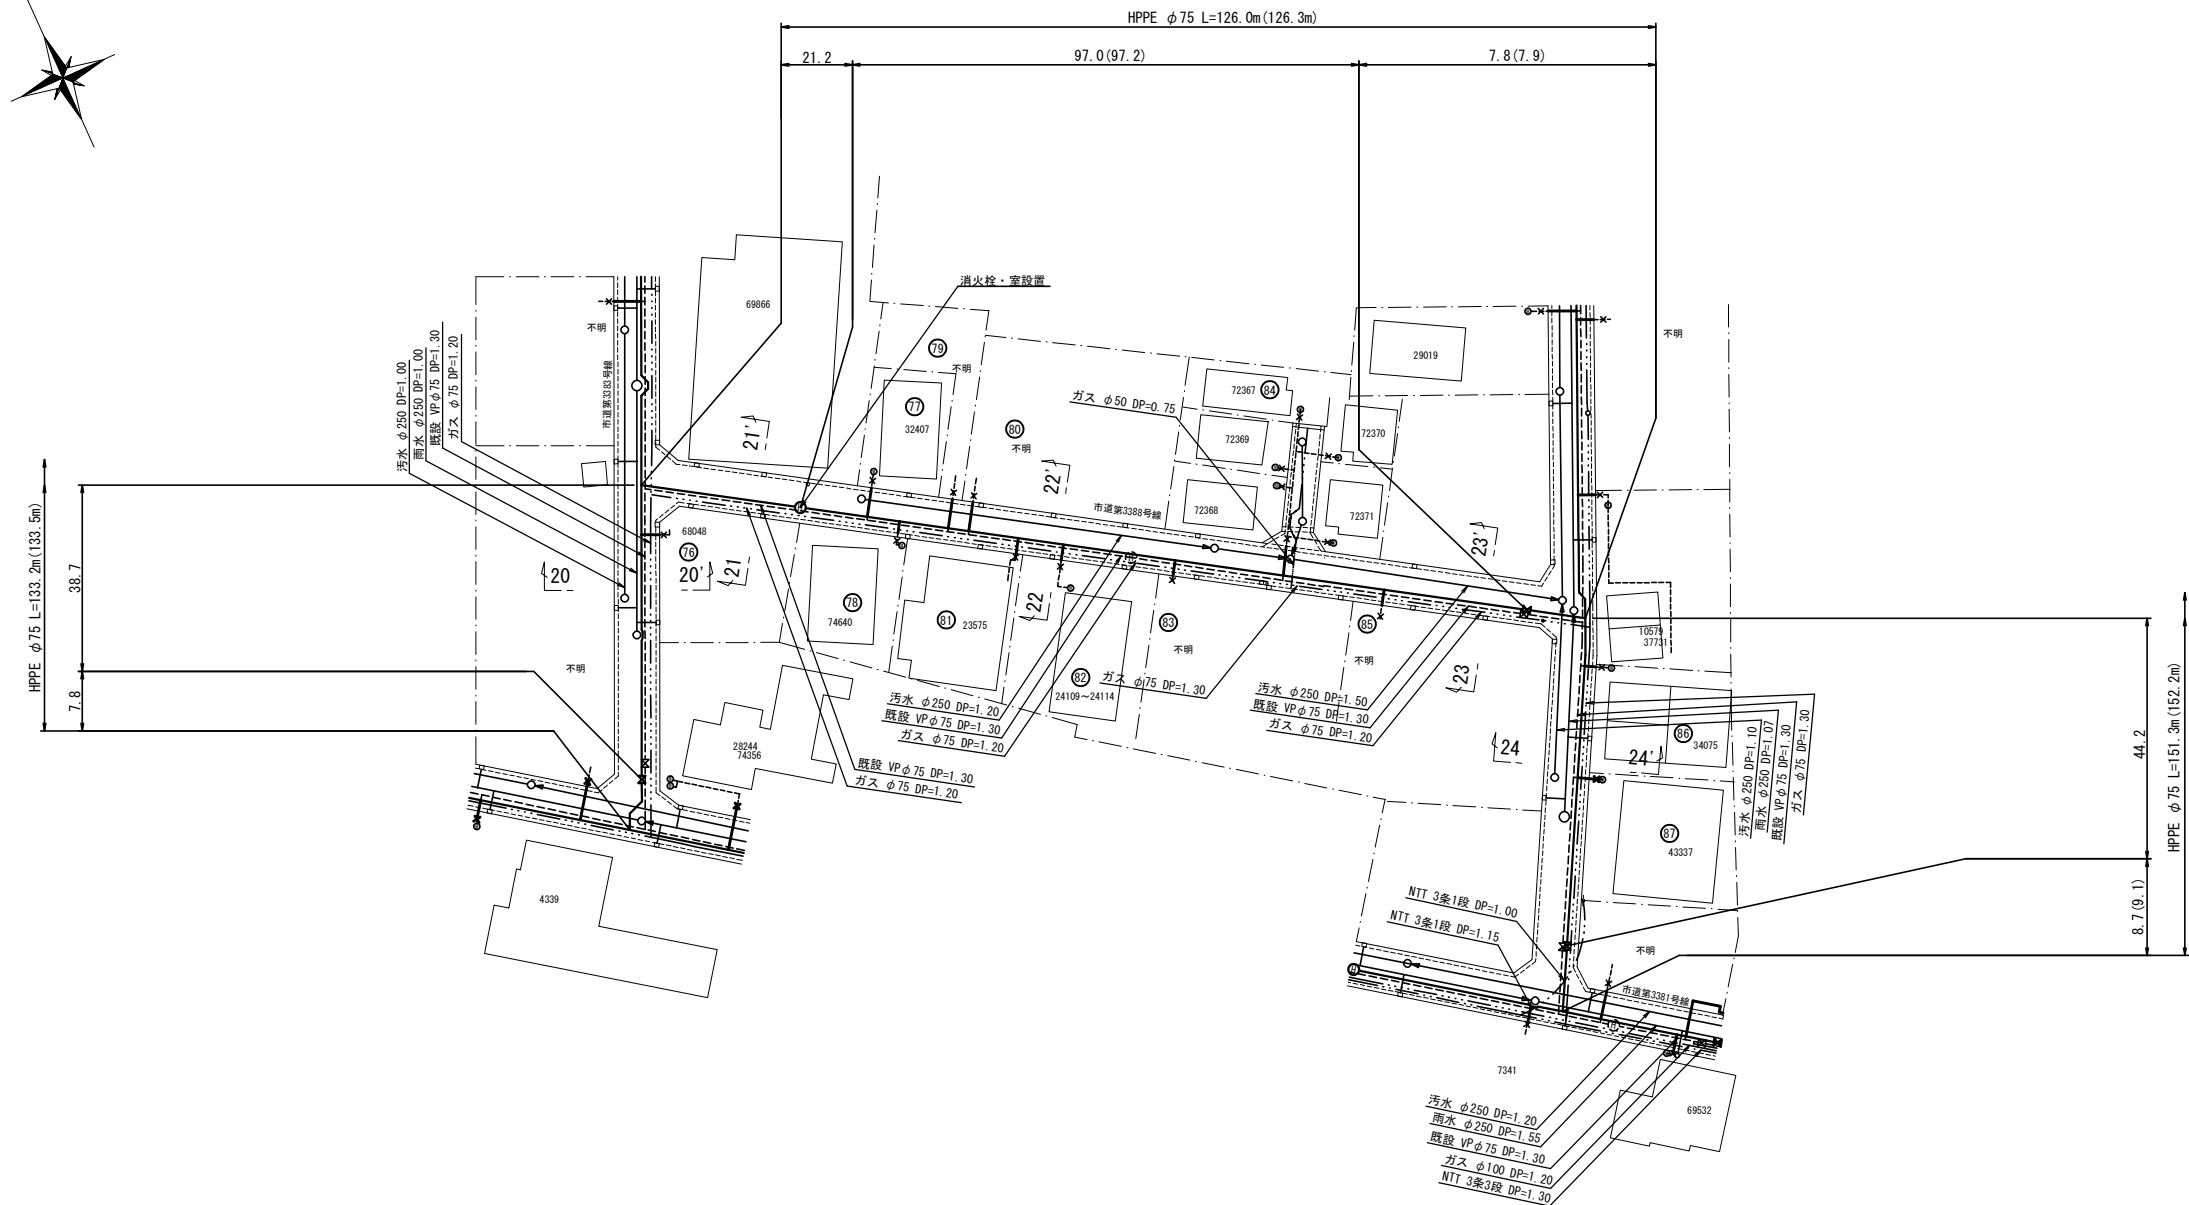 HPPE φ75 L=126.0m(126.3m)
21.2
97.0(97.2)
7.8(7.9)
消火栓・室設置
69866
不明
市道第3383号線
汚水 φ250 DP=1.00
雨水 φ250 DP=1.00
既設 VPφ75 DP=1.30
ガス φ75 DP=1.20
79
不明
77
32407
80
不明
21'
22'
ガス φ50 DP=0.75
72367
84
72369
72368
72370
72371
29019
不明
市道第3388号線
23'
HPPE φ75 L=133.2m(133.5m)
38.7
7.8
68048
76
20
20'
21
78
74640
81
23575
22
82
24109～24114
83
不明
85
不明
23
不明
ガス φ75 DP=1.30
汚水 φ250 DP=1.20
既設 VPφ75 DP=1.30
ガス φ75 DP=1.20
汚水 φ250 DP=1.50
既設 VPφ75 DP=1.30
ガス φ75 DP=1.20
既設 VPφ75 DP=1.30
ガス φ75 DP=1.20
28244
74356
10579
37731
24
24'
86
34075
汚水 φ250 DP=1.10
雨水 φ250 DP=1.07
既設 VPφ75 DP=1.30
ガス φ75 DP=1.30
87
43337
44.2
8.7(9.1)
HPPE φ75 L=151.3m(152.2m)
4339
NTT 3条1段 DP=1.00
NTT 3条1段 DP=1.15
不明
市道第3381号線
H
H
H
H
7341
69532
汚水 φ250 DP=1.20
雨水 φ250 DP=1.55
既設 VPφ75 DP=1.30
ガス φ100 DP=1.20
NTT 3条3段 DP=1.30